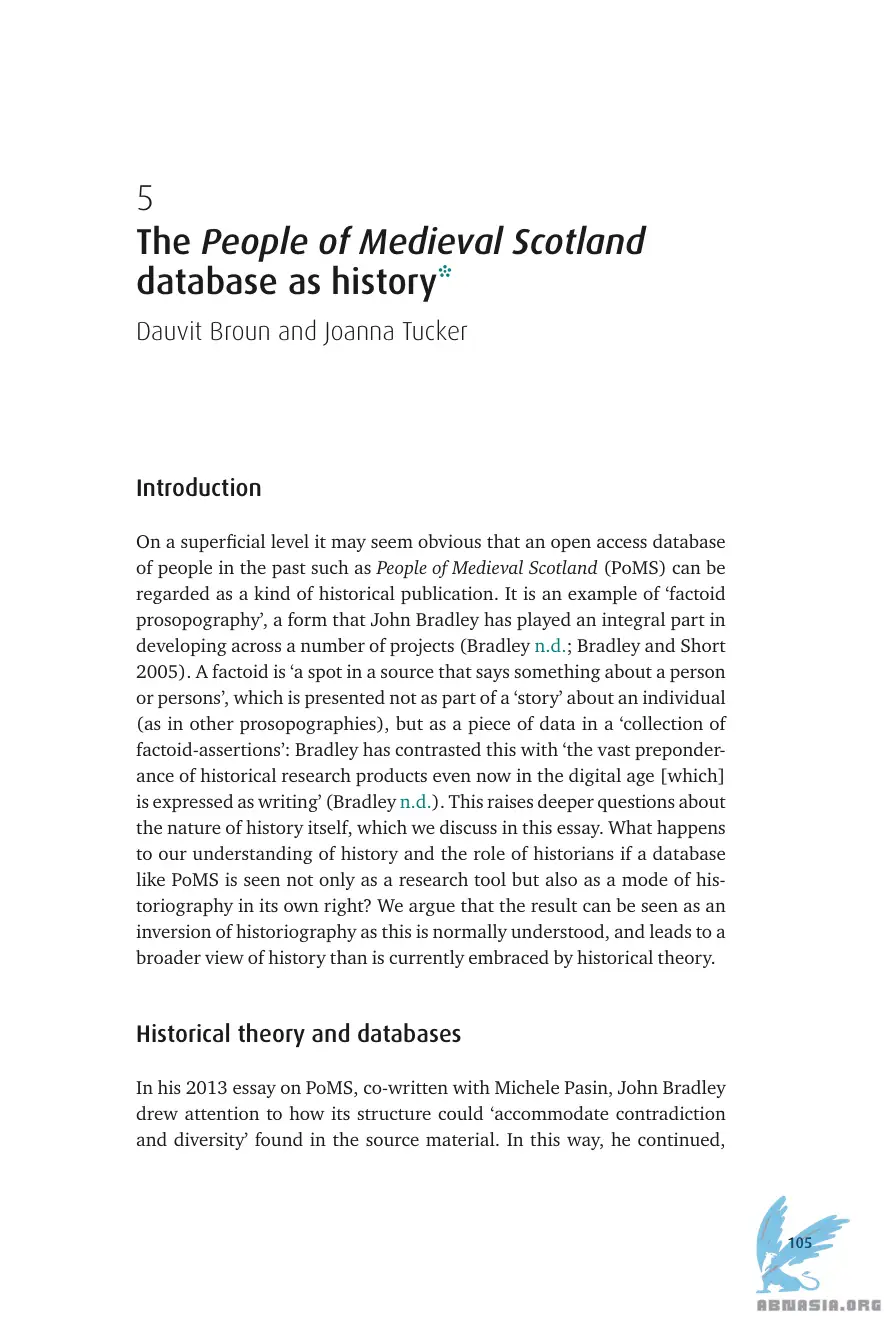 5
The People of Medieval Scotland
database as history*
Dauvit Broun and Joanna Tucker
Introduction
On a superficial level it may seem obvious that an open access database
of people in the past such as People of Medieval Scotland (PoMS) can be
regarded as a kind of historical publication. It is an example of ‘factoid
prosopography’, a form that John Bradley has played an integral part in
developing across a number of projects (Bradley n.d.; Bradley and Short
2005). A factoid is ‘a spot in a source that says something about a person
or persons’, which is presented not as part of a ‘story’ about an individual
(as in other prosopographies), but as a piece of data in a ‘collection of
factoid-assertions’: Bradley has contrasted this with ‘the vast preponder-
ance of historical research products even now in the digital age [which]
is expressed as writing’ (Bradley n.d.). This raises deeper questions about
the nature of history itself, which we discuss in this essay. What happens
to our understanding of history and the role of historians if a database
like PoMS is seen not only as a research tool but also as a mode of his-
toriography in its own right? We argue that the result can be seen as an
inversion of historiography as this is normally understood, and leads to a
broader view of history than is currently embraced by historical theory.
Historical theory and databases
In his 2013 essay on PoMS, co-written with Michele Pasin, John Bradley
drew attention to how its structure could ‘accommodate contradiction
and diversity’ found in the source material. In this way, he continued,
105
ABNASIA.ORG